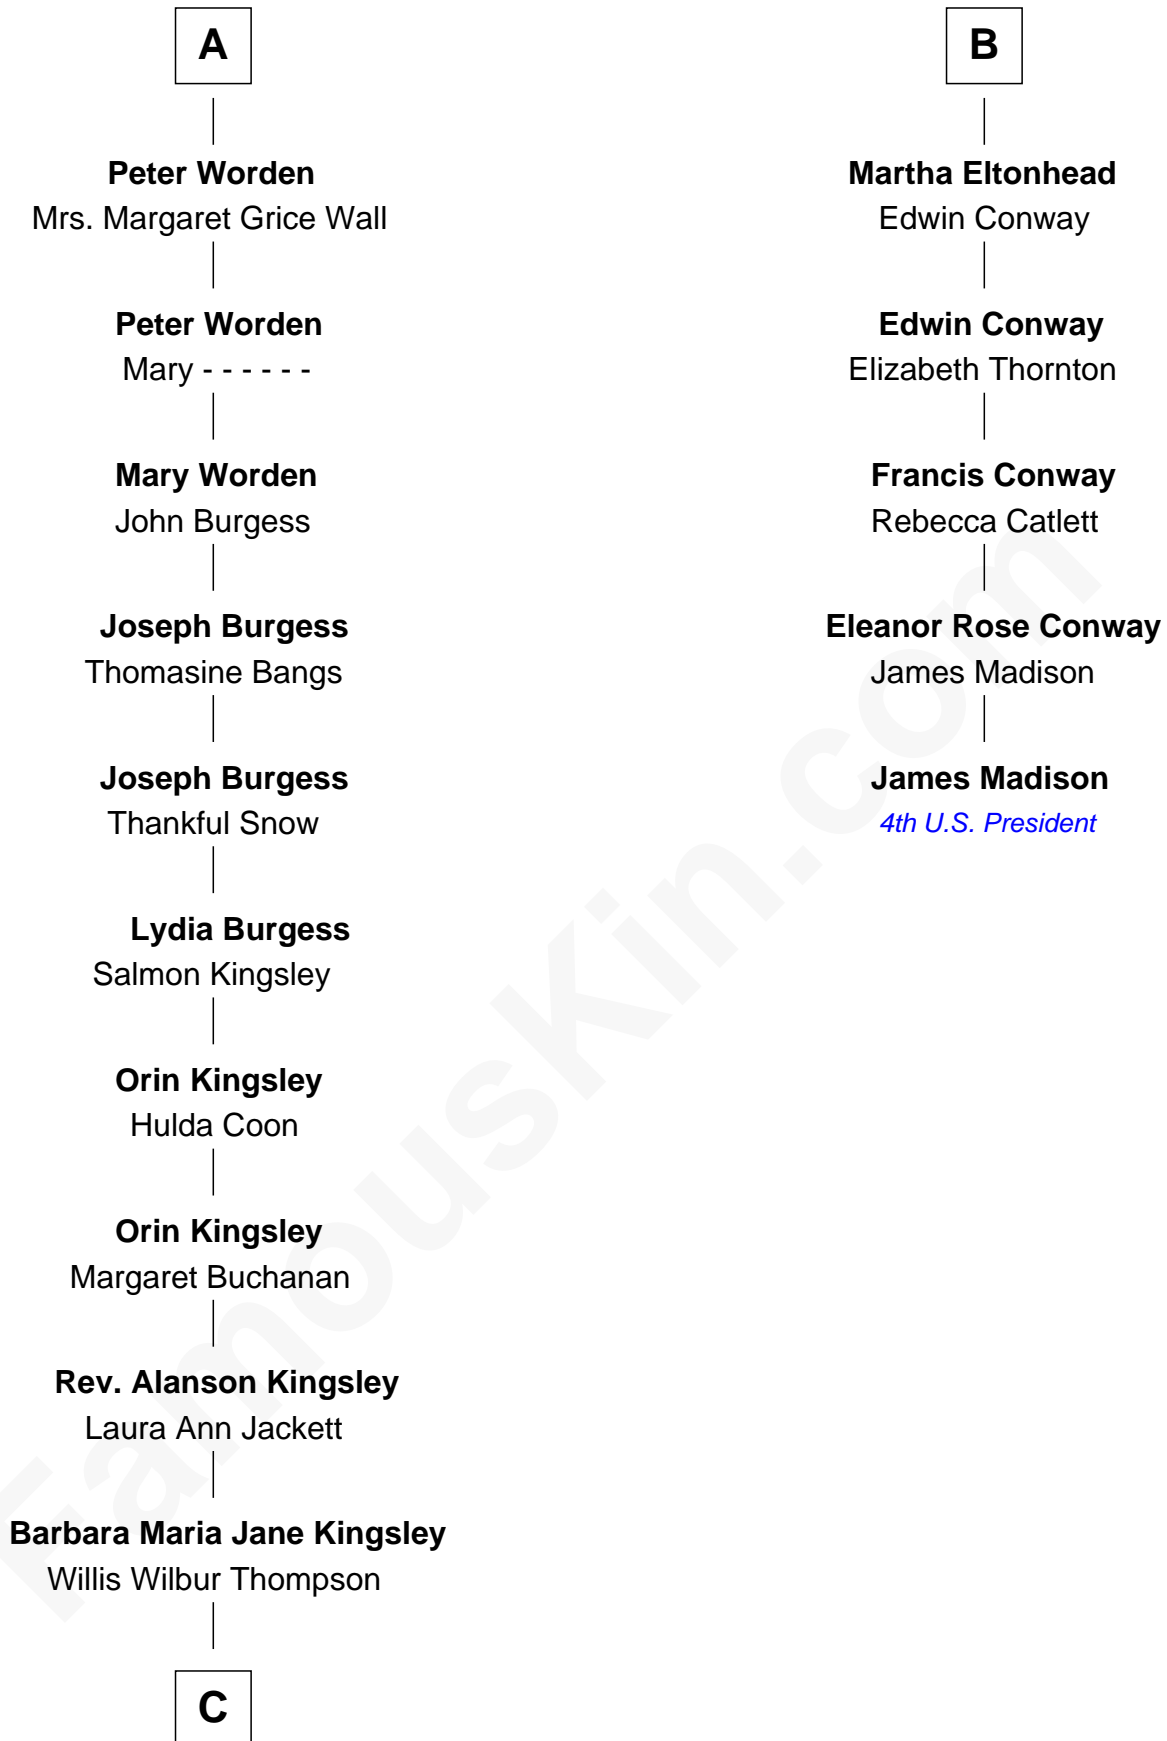 A
Peter Worden
Mrs. Margaret Grice Wall
Peter Worden
Mary - - - - - -
Mary Worden
John Burgess
Joseph Burgess
Thomasine Bangs
Joseph Burgess
Thankful Snow
Lydia Burgess
Salmon Kingsley
Orin Kingsley
Hulda Coon
Orin Kingsley
Margaret Buchanan
Rev. Alanson Kingsley
Laura Ann Jackett
Barbara Maria Jane Kingsley
Willis Wilbur Thompson
C
B
Martha Eltonhead
Edwin Conway
Edwin Conway
Elizabeth Thornton
Francis Conway
Rebecca Catlett
Eleanor Rose Conway
James Madison
James Madison
4th U.S. President
FamousKin.com